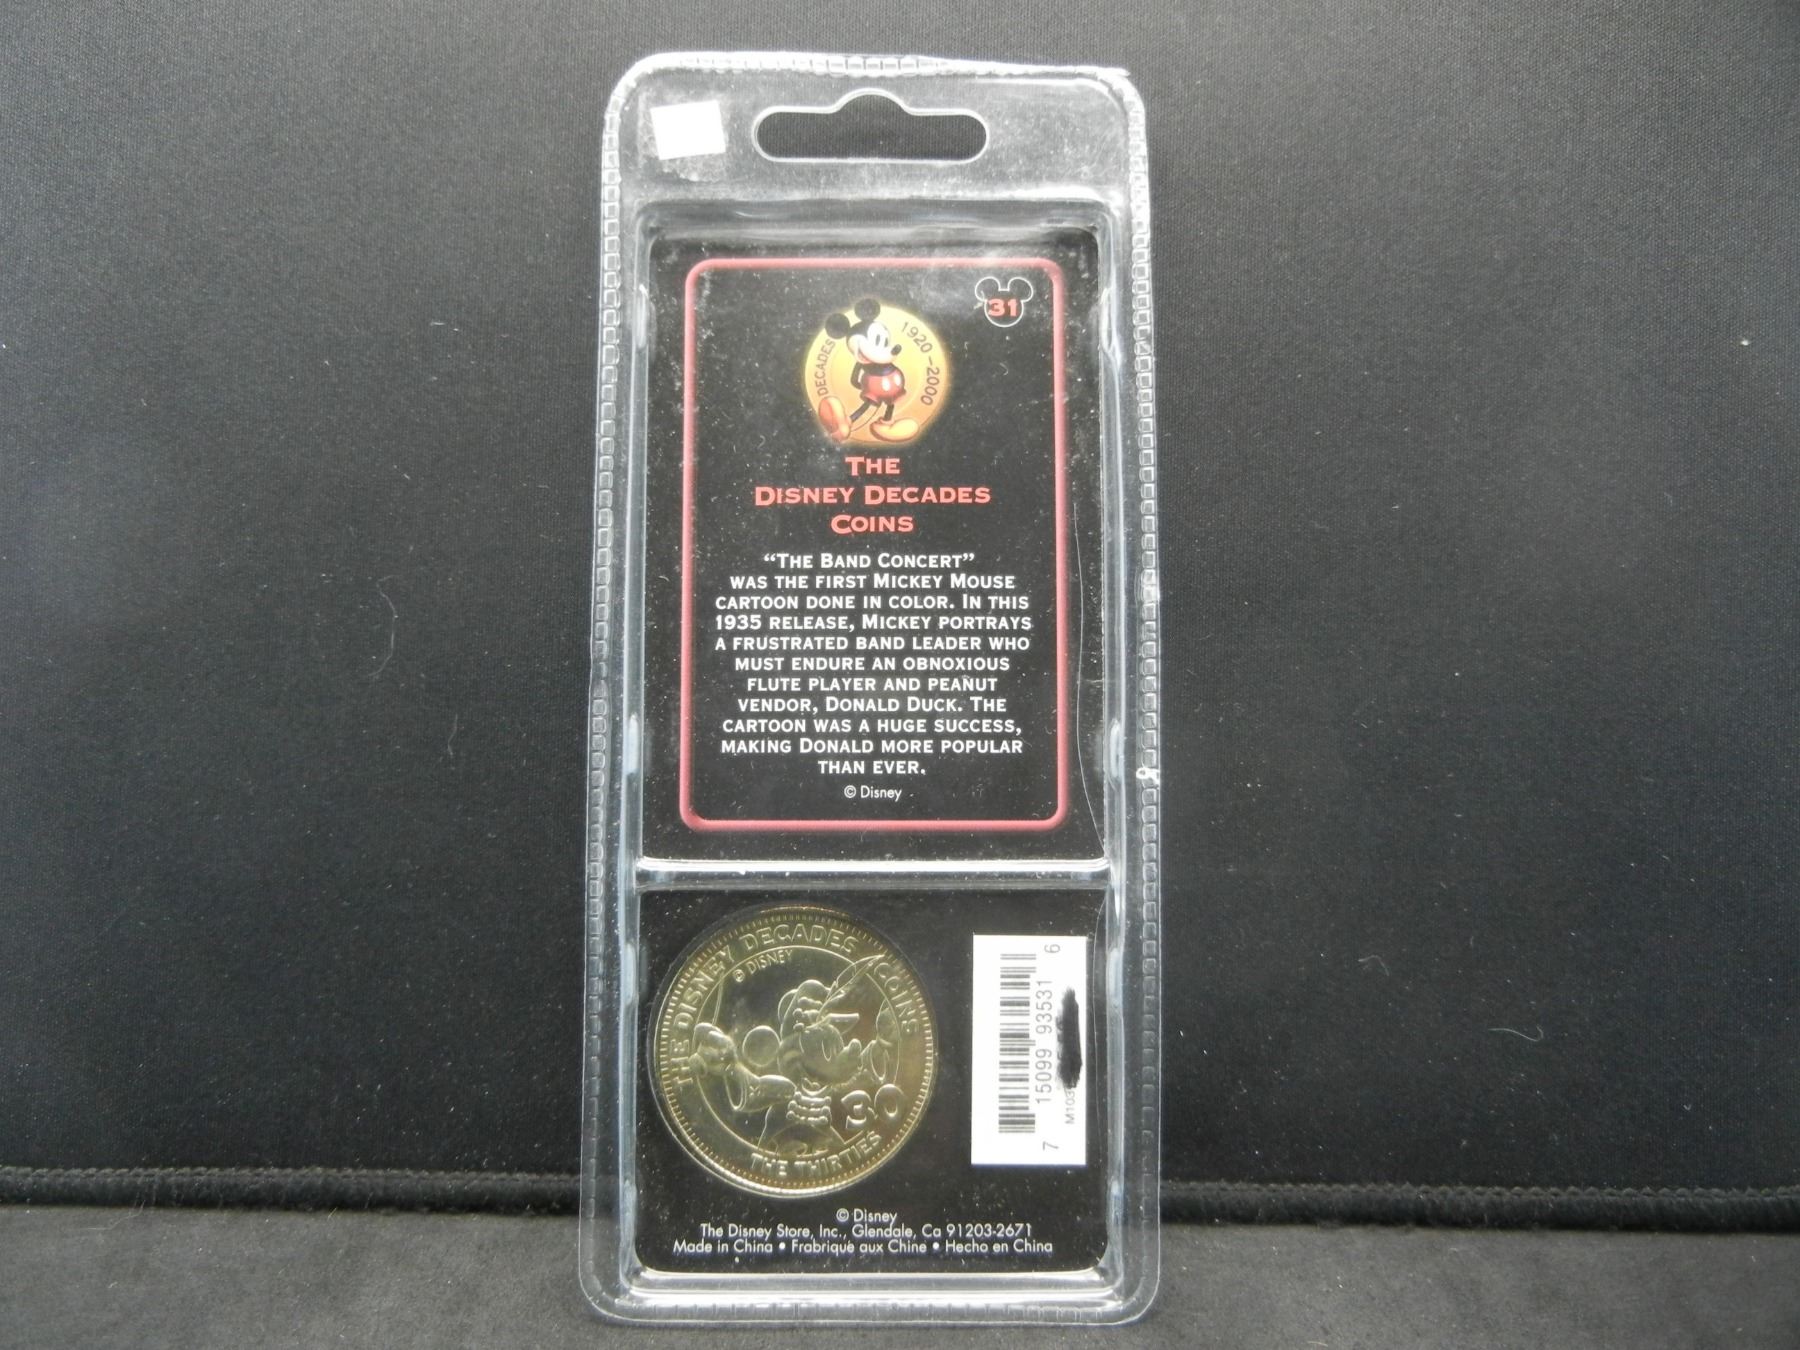 31
DECADES 1920-2000
THE
DISNEY DECADES
COINS
“THE BAND CONCERT”
WAS THE FIRST MICKEY MOUSE
CARTOON DONE IN COLOR. IN THIS
1935 RELEASE, MICKEY PORTRAYS
A FRUSTRATED BAND LEADER WHO
MUST ENDURE AN OBNOXIOUS
FLUTE PLAYER AND PEANUT
VENDOR, DONALD DUCK. THE
CARTOON WAS A HUGE SUCCESS,
MAKING DONALD MORE POPULAR
THAN EVER.
© Disney
THE DISNEY DECADES COINS
© DISNEY
30
THE THIRTIES
7 15099 93531 6
© Disney
The Disney Store, Inc., Glendale, Ca 91203-2671
Made in China • Frabriqué aux Chine • Hecho en China